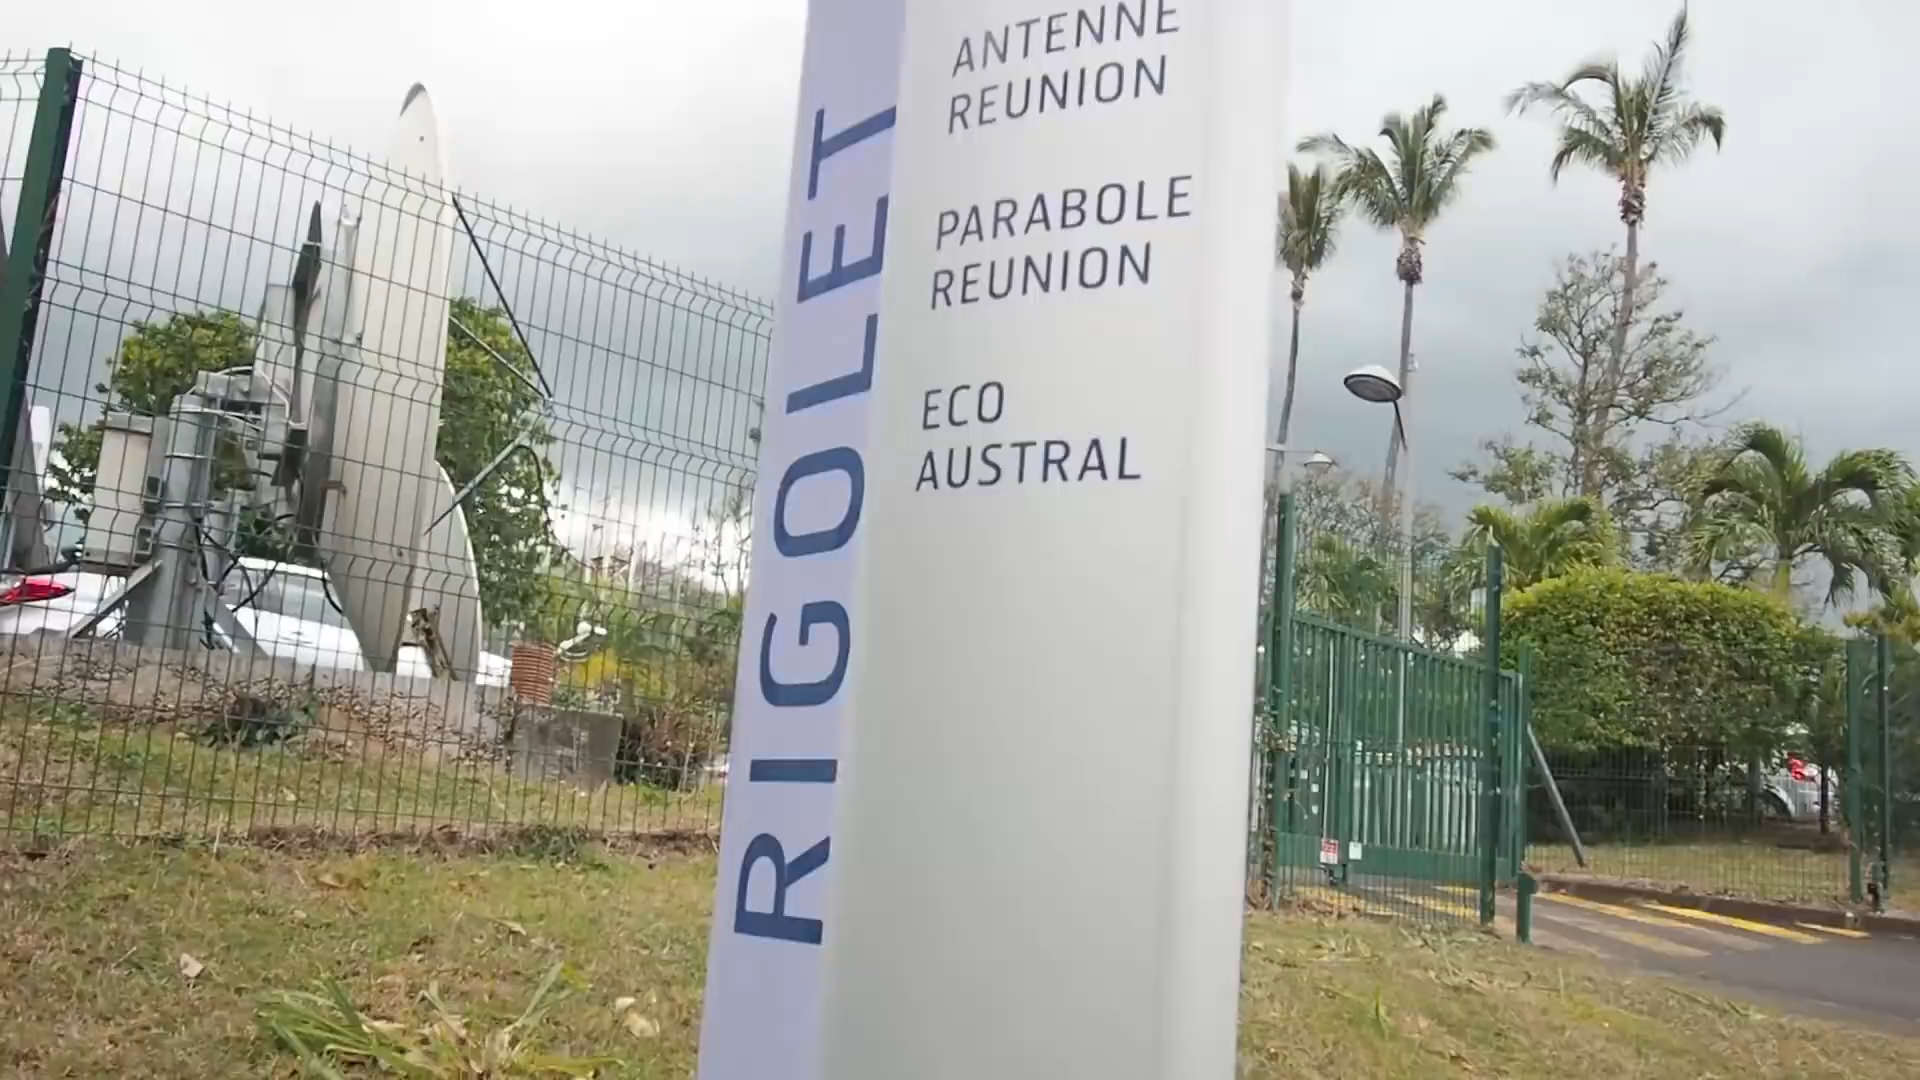 RIGOLET
ANTENNE
REUNION
PARABOLE
REUNION
ECO
AUSTRAL